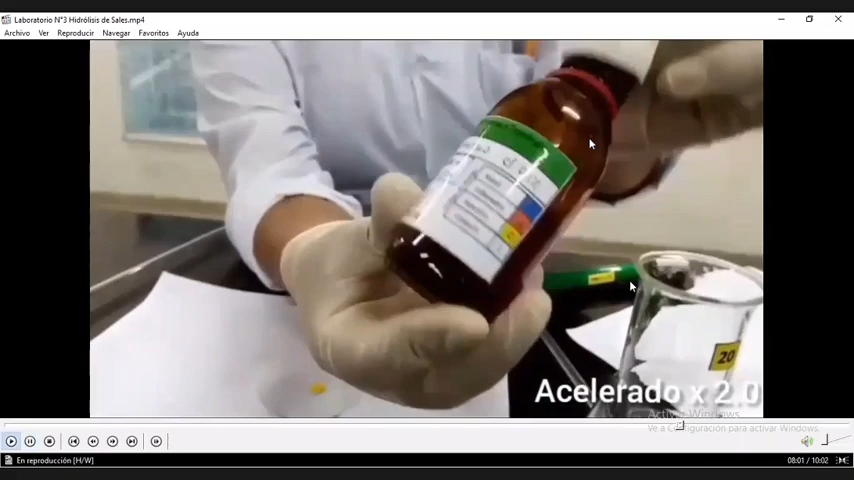 Laboratorio N°3 Hidrólisis de Sales.mp4
Archivo Ver Reproducir Navegar Favoritos Ayuda
20
Acelerado x 2.0
Activar Windows
Ve a Configuración para activar Windows.
En reproducción [H/W]
08:01 / 10:02